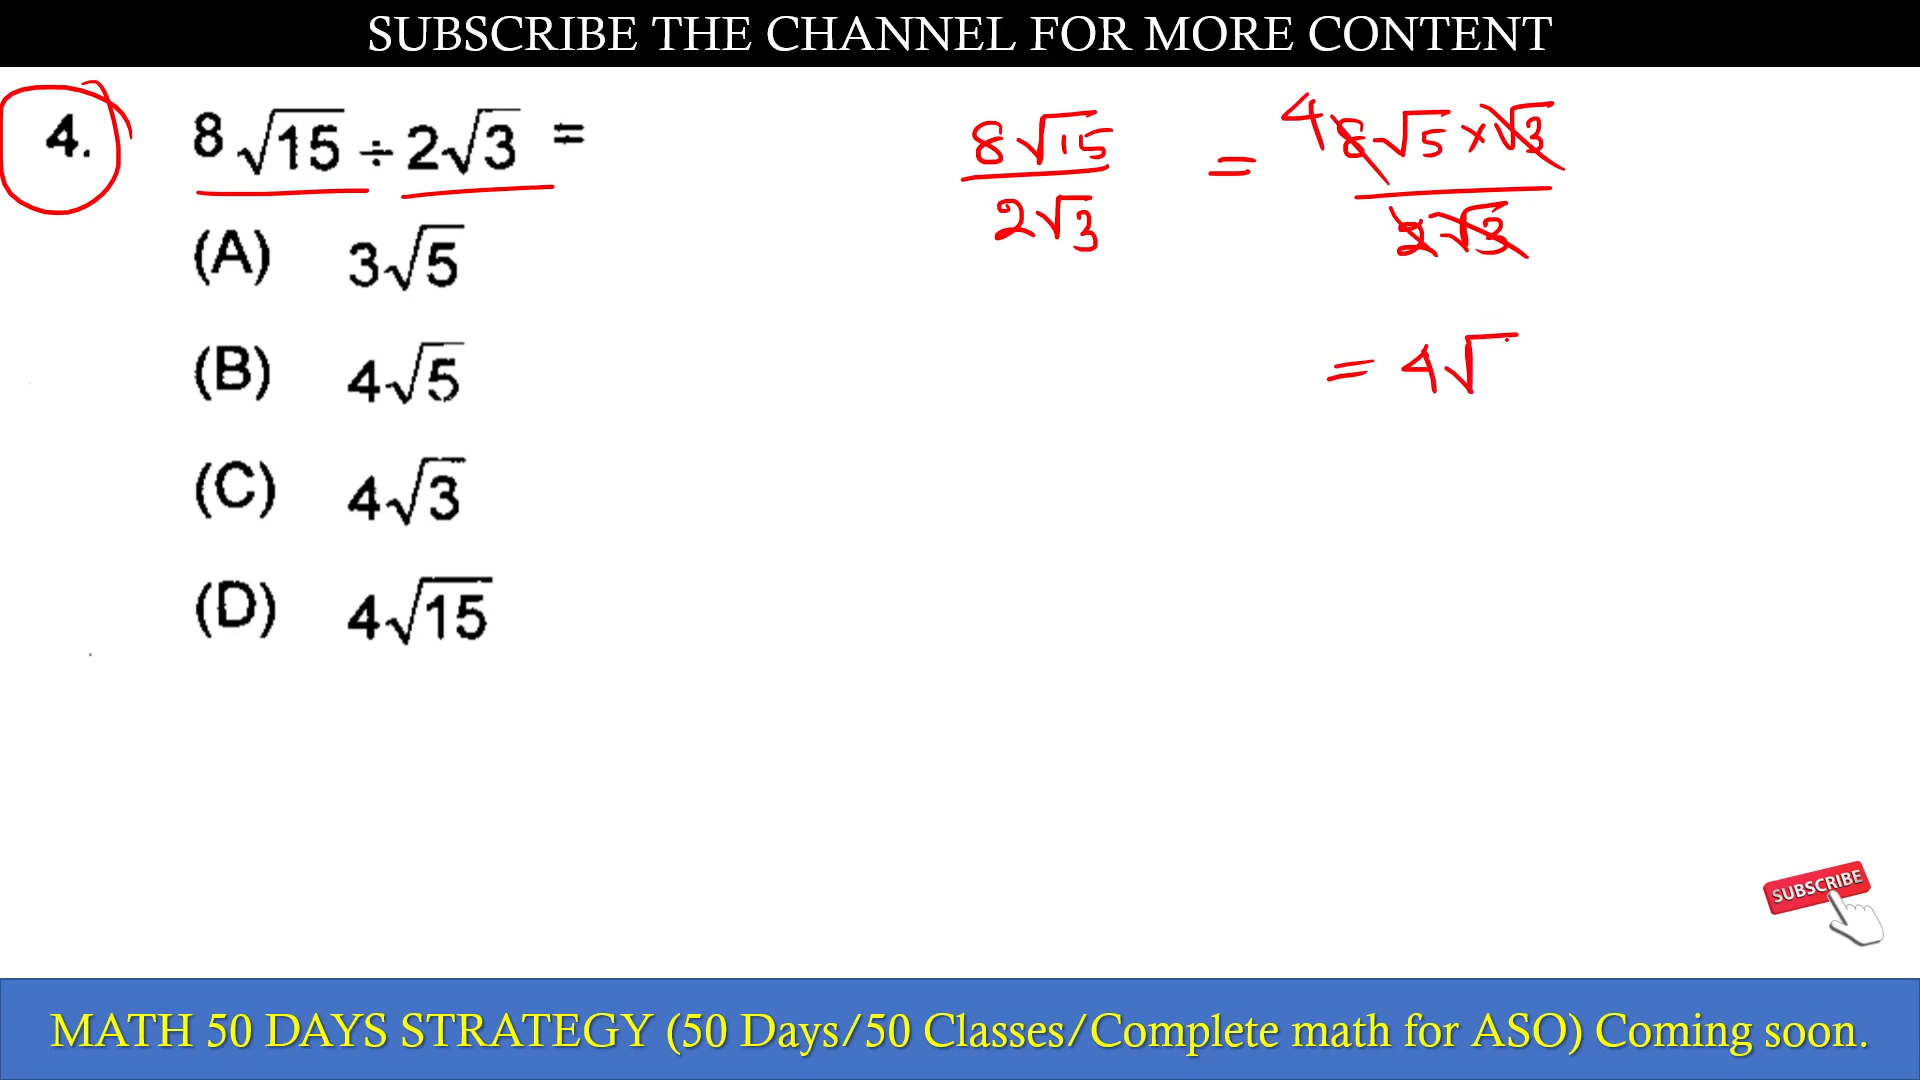 SUBSCRIBE THE CHANNEL FOR MORE CONTENT
4. 8√15 ÷ 2√3 =
(A) 3√5
(B) 4√5
(C) 4√3
(D) 4√15
8√15 / 2√3 = 4 8√5 × √3 / 2√3
= 4√
SUBSCRIBE
MATH 50 DAYS STRATEGY (50 Days/50 Classes/Complete math for ASO) Coming soon.